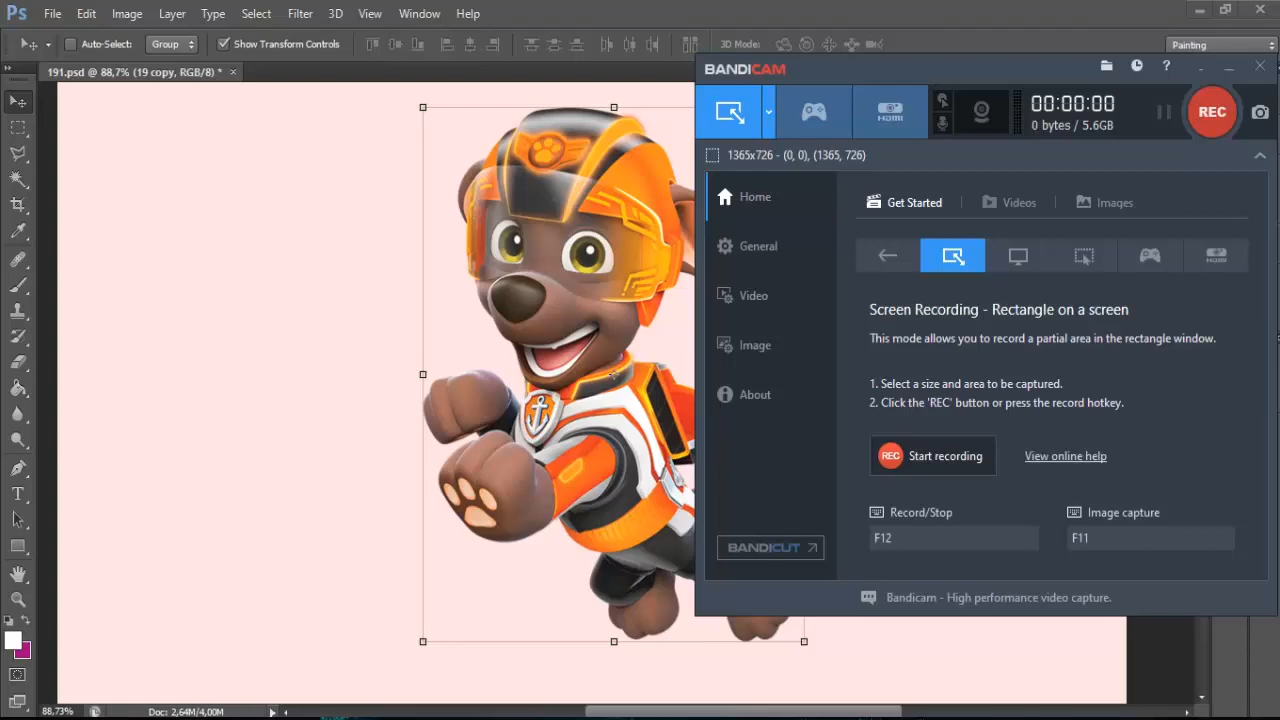 Ps File Edit Image Layer Type Select Filter 3D View Window Help
Auto-Select: Group Show Transform Controls 3D Mode: Painting
191.psd @ 88,7% (19 copy, RGB/8) * ×
BANDICAM
HDMI
00:00:00
0 bytes / 5.6GB
REC
1365x726 - (0, 0), (1365, 726)
Home
General
Video
Image
About
BANDICUT
Get Started Videos Images
HDMI
Screen Recording - Rectangle on a screen
This mode allows you to record a partial area in the rectangle window.
1. Select a size and area to be captured.
2. Click the 'REC' button or press the record hotkey.
REC Start recording View online help
Record/Stop Image capture
F12 F11
Bandicam - High performance video capture.
88,73% Doc: 2,64M/4,00M